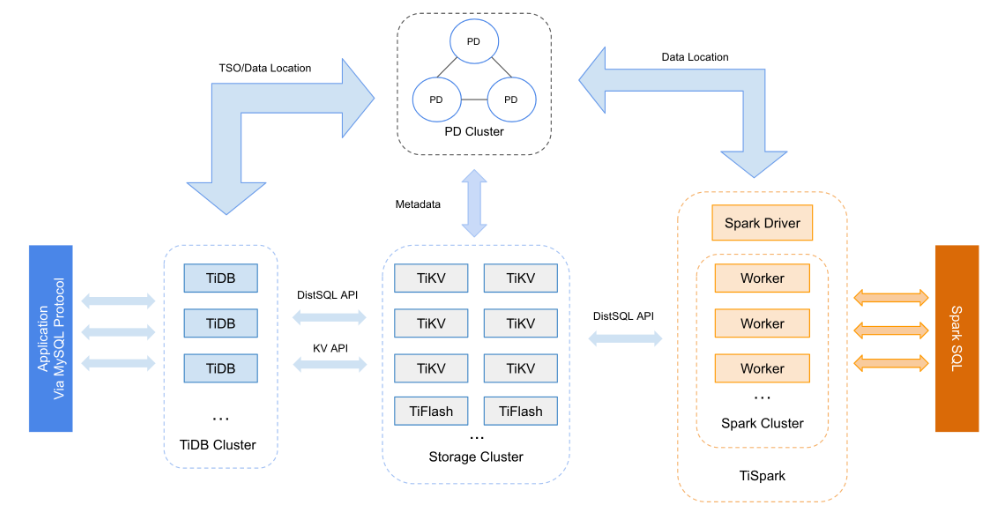 PD
PD
PD
PD Cluster
TSO/Data Location
Data Location
Metadata
Application
Via MySQL Protocol
TiDB
TiDB
TiDB
...
TiDB Cluster
DistSQL API
KV API
TiKV
TiKV
TiKV
TiKV
TiKV
TiKV
TiFlash
TiFlash
...
Storage Cluster
DistSQL API
Spark Driver
Worker
Worker
Worker
...
Spark Cluster
TiSpark
Spark SQL